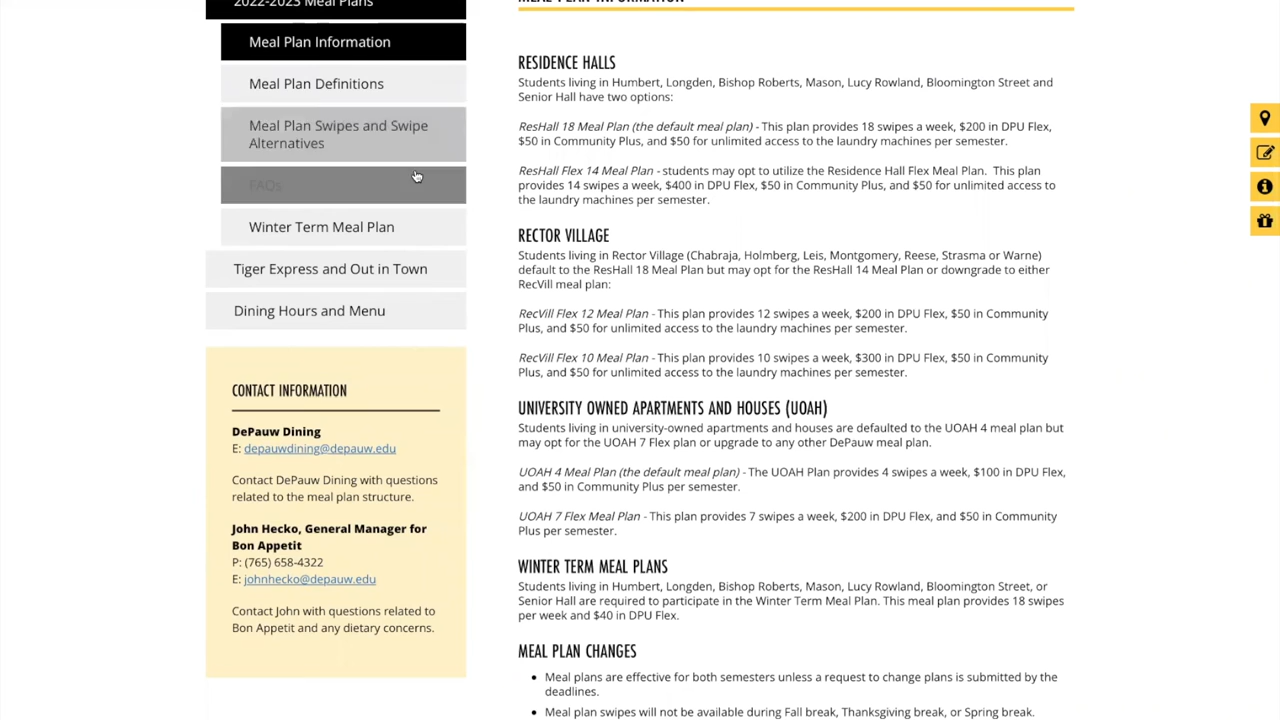 2022-2023 Meal Plans
Meal Plan Information
Meal Plan Definitions
Meal Plan Swipes and Swipe
Alternatives
FAQs
Winter Term Meal Plan
Tiger Express and Out in Town
Dining Hours and Menu
CONTACT INFORMATION
DePauw Dining
E: depauwdining@depauw.edu
Contact DePauw Dining with questions
related to the meal plan structure.
John Hecko, General Manager for
Bon Appetit
P: (765) 658-4322
E: johnhecko@depauw.edu
Contact John with questions related to
Bon Appetit and any dietary concerns.
MEAL PLAN INFORMATION
RESIDENCE HALLS
Students living in Humbert, Longden, Bishop Roberts, Mason, Lucy Rowland, Bloomington Street and
Senior Hall have two options:
ResHall 18 Meal Plan (the default meal plan) - This plan provides 18 swipes a week, $200 in DPU Flex,
$50 in Community Plus, and $50 for unlimited access to the laundry machines per semester.
ResHall Flex 14 Meal Plan - students may opt to utilize the Residence Hall Flex Meal Plan. This plan
provides 14 swipes a week, $400 in DPU Flex, $50 in Community Plus, and $50 for unlimited access to
the laundry machines per semester.
RECTOR VILLAGE
Students living in Rector Village (Chabraja, Holmberg, Leis, Montgomery, Reese, Strasma or Warne)
default to the ResHall 18 Meal Plan but may opt for the ResHall 14 Meal Plan or downgrade to either
RecVill meal plan:
RecVill Flex 12 Meal Plan - This plan provides 12 swipes a week, $200 in DPU Flex, $50 in Community
Plus, and $50 for unlimited access to the laundry machines per semester.
RecVill Flex 10 Meal Plan - This plan provides 10 swipes a week, $300 in DPU Flex, $50 in Community
Plus, and $50 for unlimited access to the laundry machines per semester.
UNIVERSITY OWNED APARTMENTS AND HOUSES (UOAH)
Students living in university-owned apartments and houses are defaulted to the UOAH 4 meal plan but
may opt for the UOAH 7 Flex plan or upgrade to any other DePauw meal plan.
UOAH 4 Meal Plan (the default meal plan) - The UOAH Plan provides 4 swipes a week, $100 in DPU Flex,
and $50 in Community Plus per semester.
UOAH 7 Flex Meal Plan - This plan provides 7 swipes a week, $200 in DPU Flex, and $50 in Community
Plus per semester.
WINTER TERM MEAL PLANS
Students living in Humbert, Longden, Bishop Roberts, Mason, Lucy Rowland, Bloomington Street, or
Senior Hall are required to participate in the Winter Term Meal Plan. This meal plan provides 18 swipes
per week and $40 in DPU Flex.
MEAL PLAN CHANGES
• Meal plans are effective for both semesters unless a request to change plans is submitted by the
deadlines.
• Meal plan swipes will not be available during Fall break, Thanksgiving break, or Spring break.